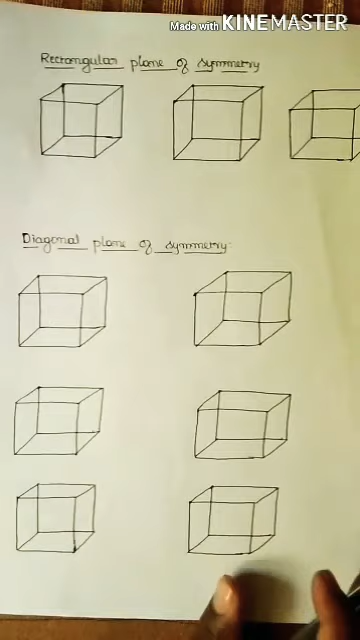 Made with KINEMASTER
Rectangular plane of symmetry
Diagonal plane of symmetry: